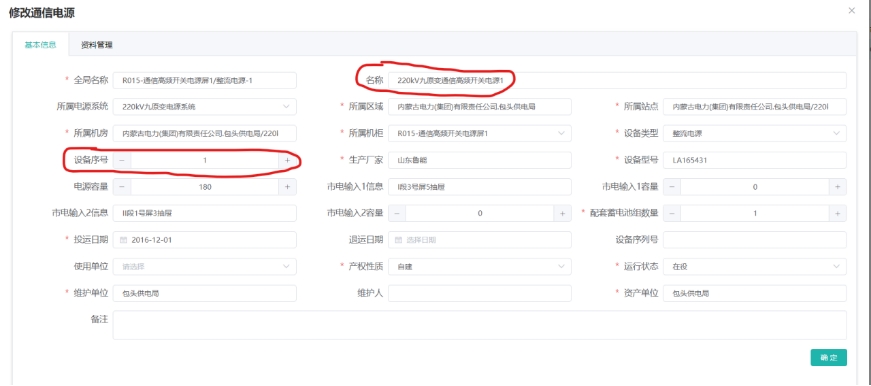 修改通信电源
×
基本信息 资料管理
* 全局名称 R015-通信高频开关电源屏1/整流电源-1 * 名称 220kV九原变通信高频开关电源1
所属电源系统 220kV九原变电源系统 * 所属区域 内蒙古电力(集团)有限责任公司.包头供电局 * 所属站点 内蒙古电力(集团)有限责任公司.包头供电局/220l
* 所属机房 内蒙古电力(集团)有限责任公司.包头供电局/220l * 所属机柜 R015-通信高频开关电源屏1 * 设备类型 整流电源
设备序号 − 1 + * 生产厂家 山东鲁能 * 设备型号 LA165431
电源容量 − 180 + 市电输入1信息 II段3号屏5抽屉 市电输入1容量 − 0 +
市电输入2信息 II段1号屏3抽屉 市电输入2容量 − 0 + * 配套蓄电池组数量 − 1 +
* 投运日期 2016-12-01 退运日期 选择日期 设备序列号
使用单位 请选择 * 产权性质 自建 * 运行状态 在役
* 维护单位 包头供电局 维护人 * 资产单位 包头供电局
备注
确 定